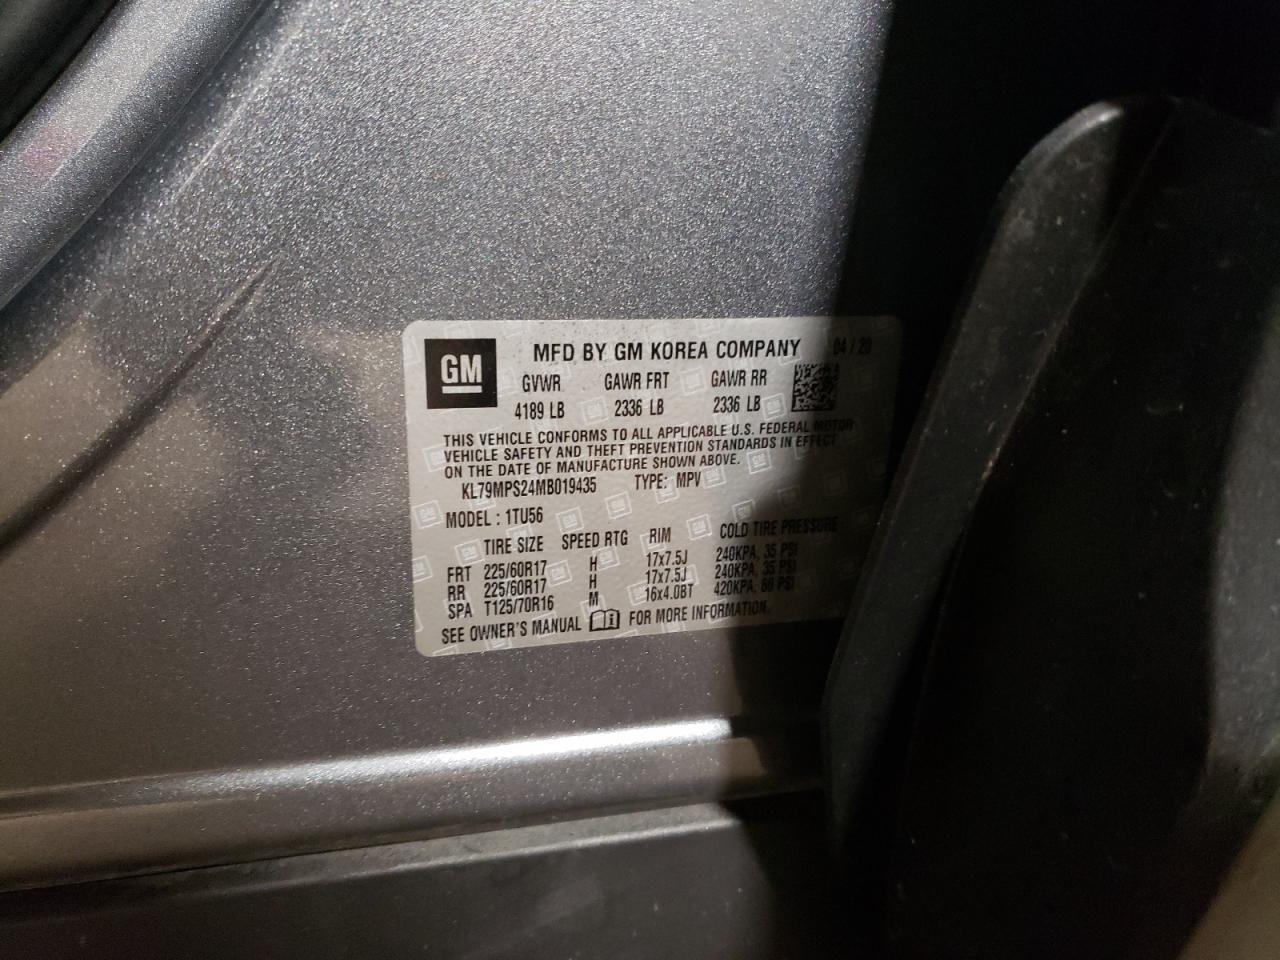 GM
MFD BY GM KOREA COMPANY 04 / 20
GVWR GAWR FRT GAWR RR
4189 LB 2336 LB 2336 LB
THIS VEHICLE CONFORMS TO ALL APPLICABLE U.S. FEDERAL MOTOR
VEHICLE SAFETY AND THEFT PREVENTION STANDARDS IN EFFECT
ON THE DATE OF MANUFACTURE SHOWN ABOVE.
KL79MPS24MB019435 TYPE: MPV
MODEL : 1TU56
TIRE SIZE SPEED RTG RIM COLD TIRE PRESSURE
FRT 225/60R17 H 17x7.5J 240KPA, 35 PSI
RR 225/60R17 H 17x7.5J 240KPA, 35 PSI
SPA T125/70R16 M 16x4.0BT 420KPA, 60 PSI
SEE OWNER'S MANUAL FOR MORE INFORMATION.